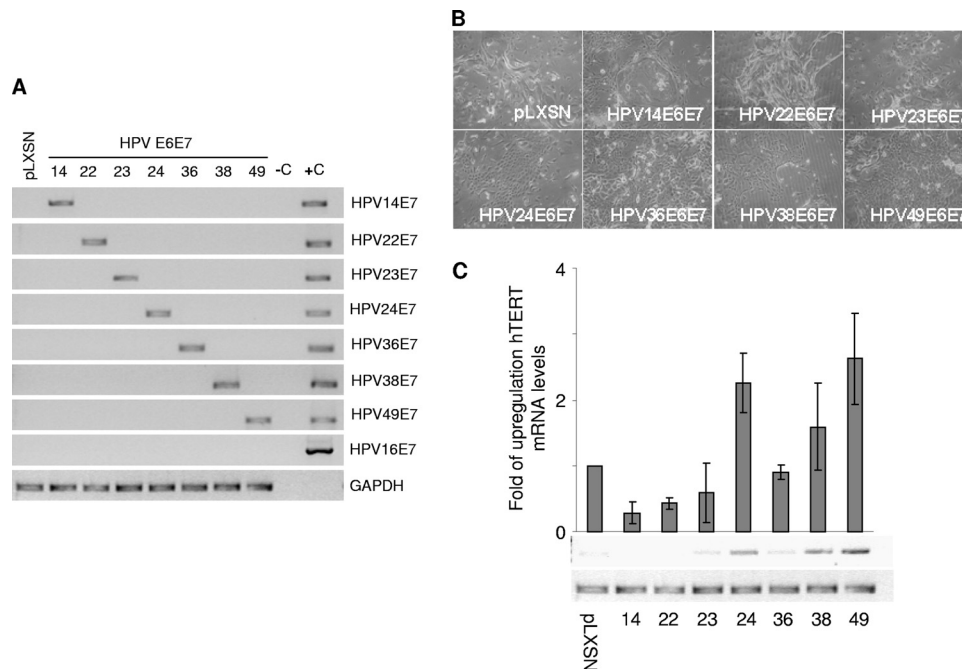 A
pLXSN
HPV E6E7
14 22 23 24 36 38 49 -C +C
HPV14E7
HPV22E7
HPV23E7
HPV24E7
HPV36E7
HPV38E7
HPV49E7
HPV16E7
GAPDH
B
pLXSN HPV14E6E7 HPV22E6E7 HPV23E6E7
HPV24E6E7 HPV36E6E7 HPV38E6E7 HPV49E6E7
C
Fold of upregulation hTERT
mRNA levels
4
2
0
pLXSN 14 22 23 24 36 38 49